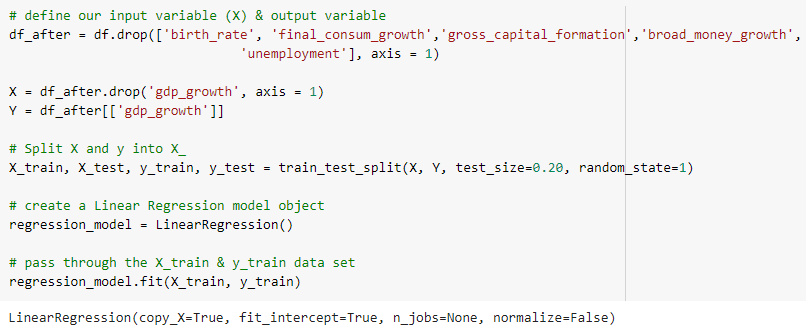 # define our input variable (X) & output variable
df_after = df.drop(['birth_rate', 'final_consum_growth','gross_capital_formation','broad_money_growth',
'unemployment'], axis = 1)
X = df_after.drop('gdp_growth', axis = 1)
Y = df_after[['gdp_growth']]
# Split X and y into X_
X_train, X_test, y_train, y_test = train_test_split(X, Y, test_size=0.20, random_state=1)
# create a Linear Regression model object
regression_model = LinearRegression()
# pass through the X_train & y_train data set
regression_model.fit(X_train, y_train)
LinearRegression(copy_X=True, fit_intercept=True, n_jobs=None, normalize=False)